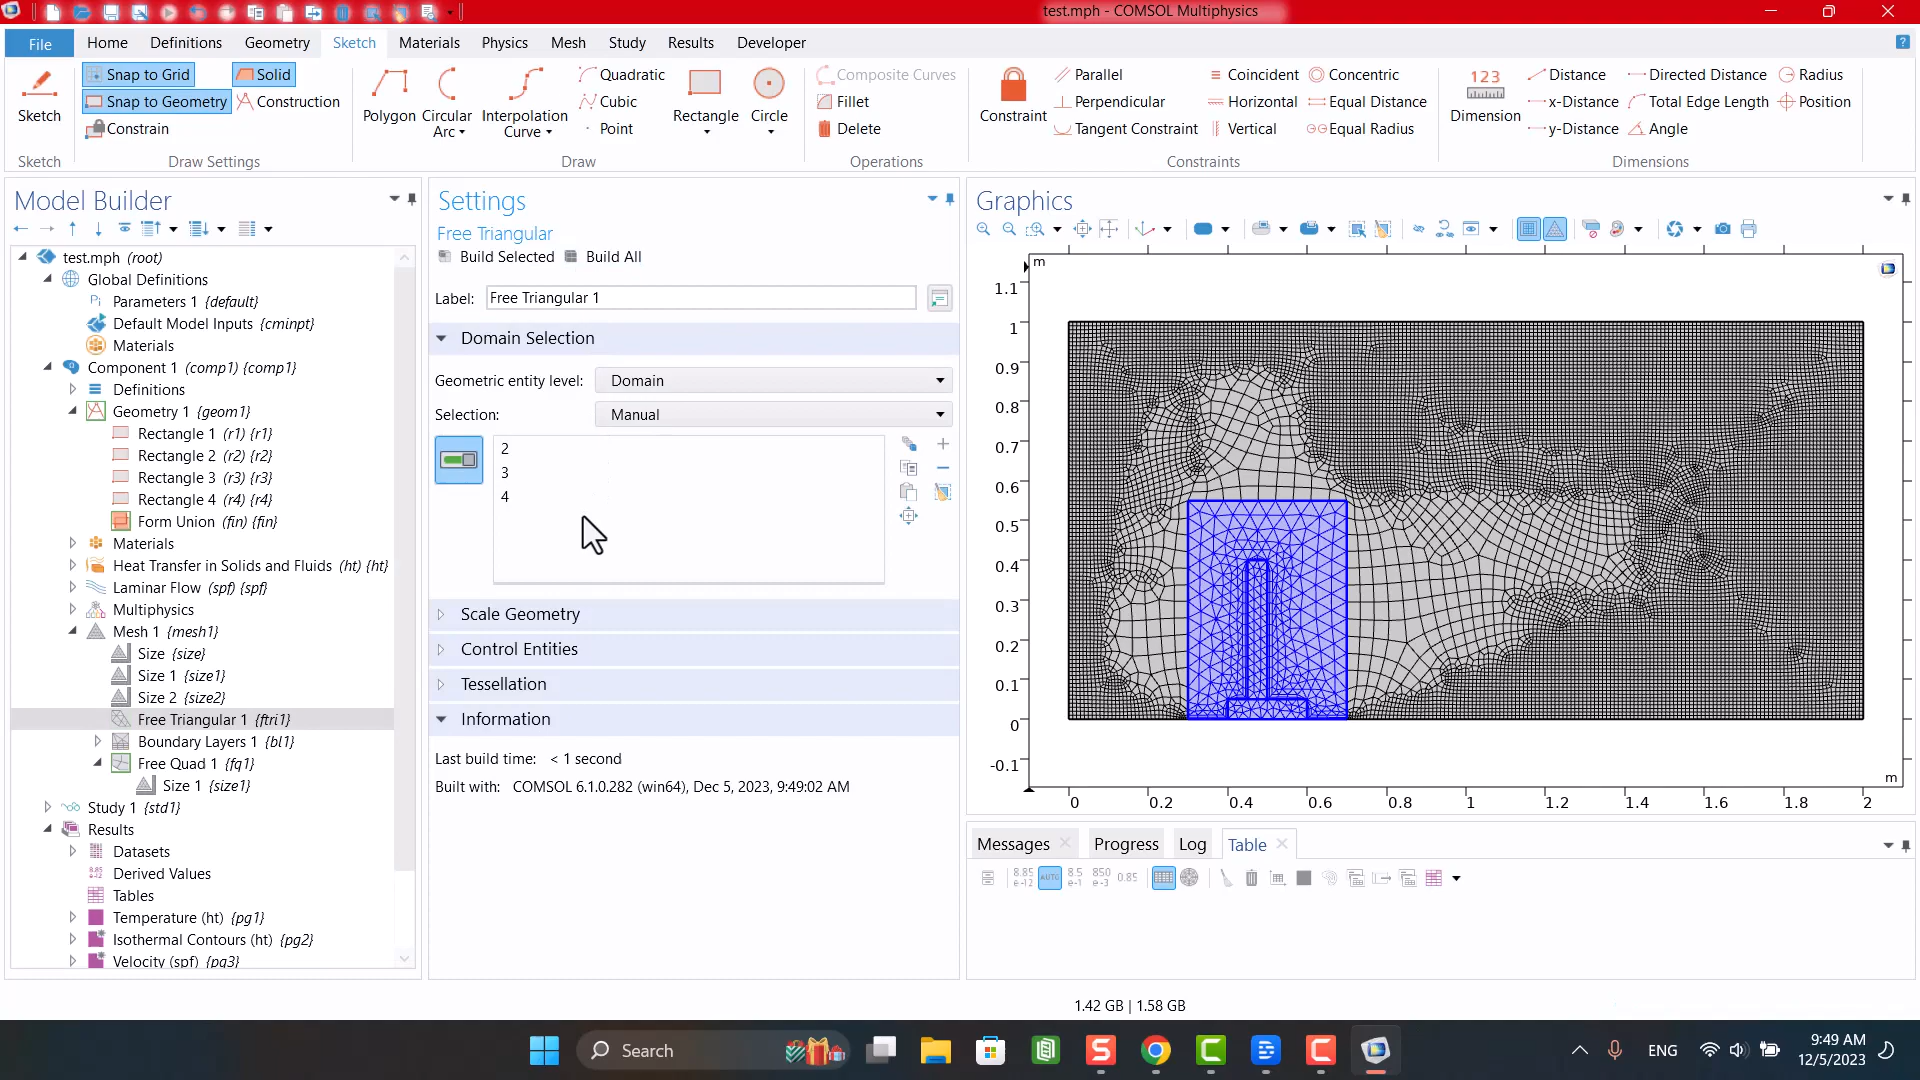 test.mph - COMSOL Multiphysics
File Home Definitions Geometry Sketch Materials Physics Mesh Study Results Developer
Sketch
Snap to Grid
Solid
Snap to Geometry
Construction
Constrain
Polygon
Circular Arc
Interpolation Curve
Quadratic
Cubic
Point
Rectangle
Circle
Composite Curves
Fillet
Delete
Constraint
Parallel
Perpendicular
Tangent Constraint
Coincident
Horizontal
Vertical
Concentric
Equal Distance
Equal Radius
123
Dimension
Distance
x-Distance
y-Distance
Directed Distance
Total Edge Length
Angle
Radius
Position
Sketch Draw Settings Draw Operations Constraints Dimensions
Model Builder
test.mph (root)
Global Definitions
Pi Parameters 1 {default}
Default Model Inputs {cminpt}
Materials
Component 1 (comp1) {comp1}
Definitions
Geometry 1 {geom1}
Rectangle 1 (r1) {r1}
Rectangle 2 (r2) {r2}
Rectangle 3 (r3) {r3}
Rectangle 4 (r4) {r4}
Form Union (fin) {fin}
Materials
Heat Transfer in Solids and Fluids (ht) {ht}
Laminar Flow (spf) {spf}
Multiphysics
Mesh 1 {mesh1}
Size {size}
Size 1 {size1}
Size 2 {size2}
Free Triangular 1 {ftri1}
Boundary Layers 1 {bl1}
Free Quad 1 {fq1}
Size 1 {size1}
Study 1 {std1}
Results
Datasets
Derived Values
Tables
Temperature (ht) {pg1}
Isothermal Contours (ht) {pg2}
Velocity (spf) {pg3}
Settings
Free Triangular
Build Selected Build All
Label: Free Triangular 1
Domain Selection
Geometric entity level: Domain
Selection: Manual
2
3
4
Scale Geometry
Control Entities
Tessellation
Information
Last build time: < 1 second
Built with: COMSOL 6.1.0.282 (win64), Dec 5, 2023, 9:49:02 AM
Graphics
m
1.1
1
0.9
0.8
0.7
0.6
0.5
0.4
0.3
0.2
0.1
0
-0.1
m
0 0.2 0.4 0.6 0.8 1 1.2 1.4 1.6 1.8 2
Messages Progress Log Table
8.85 e-12 AUTO 8.5 e-1 850 e-3 0.85
1.42 GB | 1.58 GB
Search
ENG
9:49 AM
12/5/2023